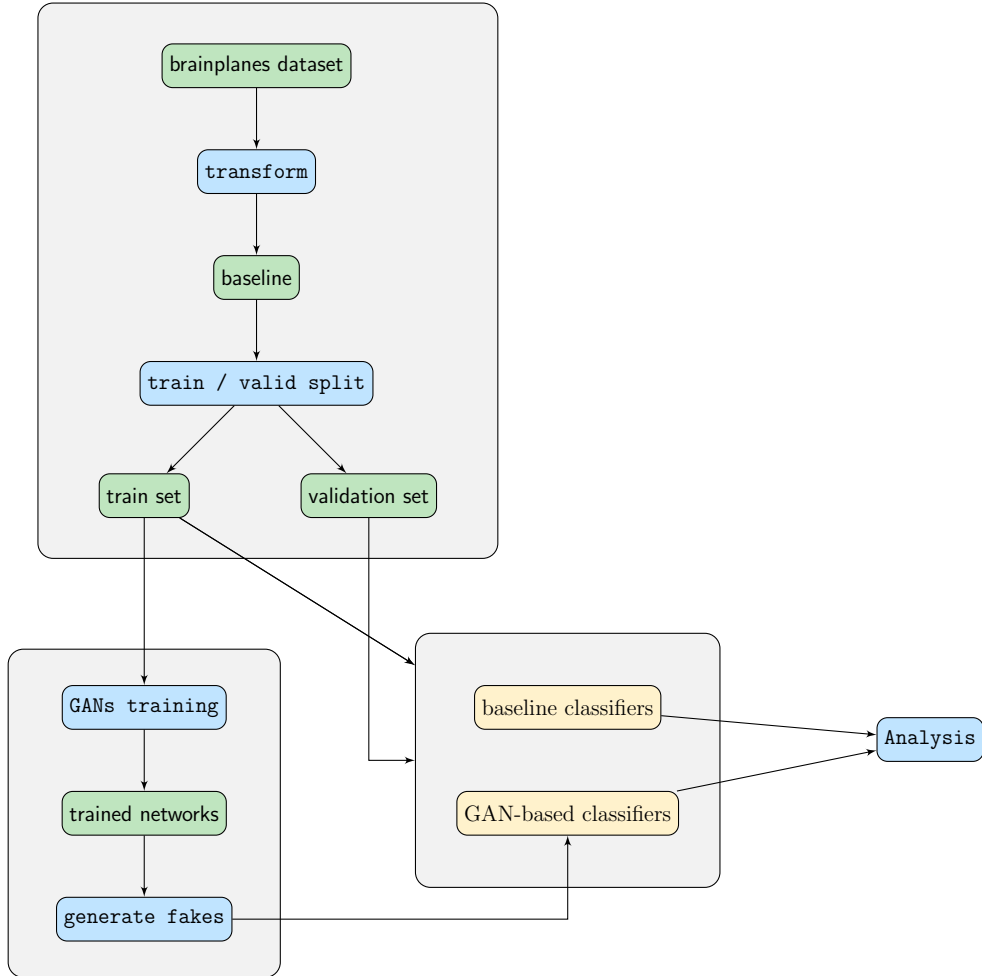 brainplanes dataset
transform
baseline
train / valid split
train set
validation set
GANs training
trained networks
generate fakes
baseline classifiers
GAN-based classifiers
Analysis